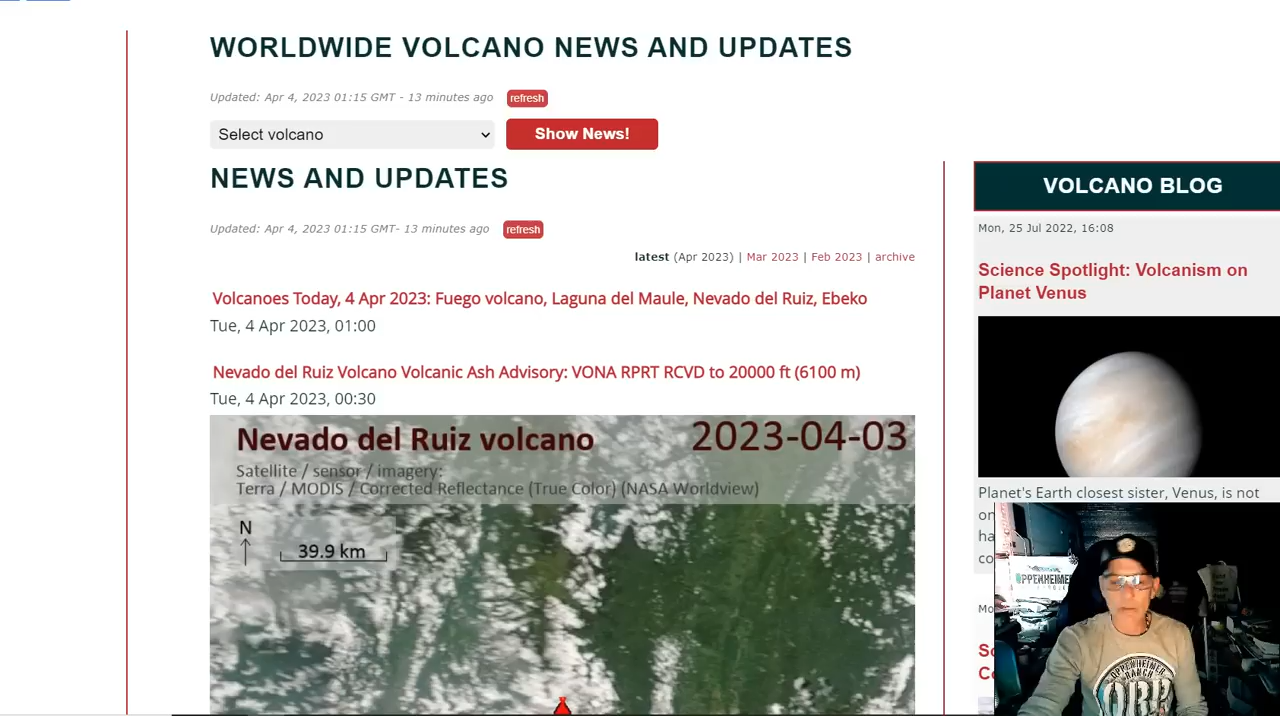 WORLDWIDE VOLCANO NEWS AND UPDATES
Updated: Apr 4, 2023 01:15 GMT - 13 minutes ago refresh
Select volcano Show News!
NEWS AND UPDATES
Updated: Apr 4, 2023 01:15 GMT- 13 minutes ago refresh
latest (Apr 2023) | Mar 2023 | Feb 2023 | archive
Volcanoes Today, 4 Apr 2023: Fuego volcano, Laguna del Maule, Nevado del Ruiz, Ebeko
Tue, 4 Apr 2023, 01:00
Nevado del Ruiz Volcano Volcanic Ash Advisory: VONA RPRT RCVD to 20000 ft (6100 m)
Tue, 4 Apr 2023, 00:30
Nevado del Ruiz volcano 2023-04-03
Satellite / sensor / imagery:
Terra / MODIS / Corrected Reflectance (True Color) (NASA Worldview)
N
39.9 km
VOLCANO BLOG
Mon, 25 Jul 2022, 16:08
Science Spotlight: Volcanism on
Planet Venus
Planet's Earth closest sister, Venus, is not
OPPENHEIMER
OPPENHEIMER
RANCH
ORP